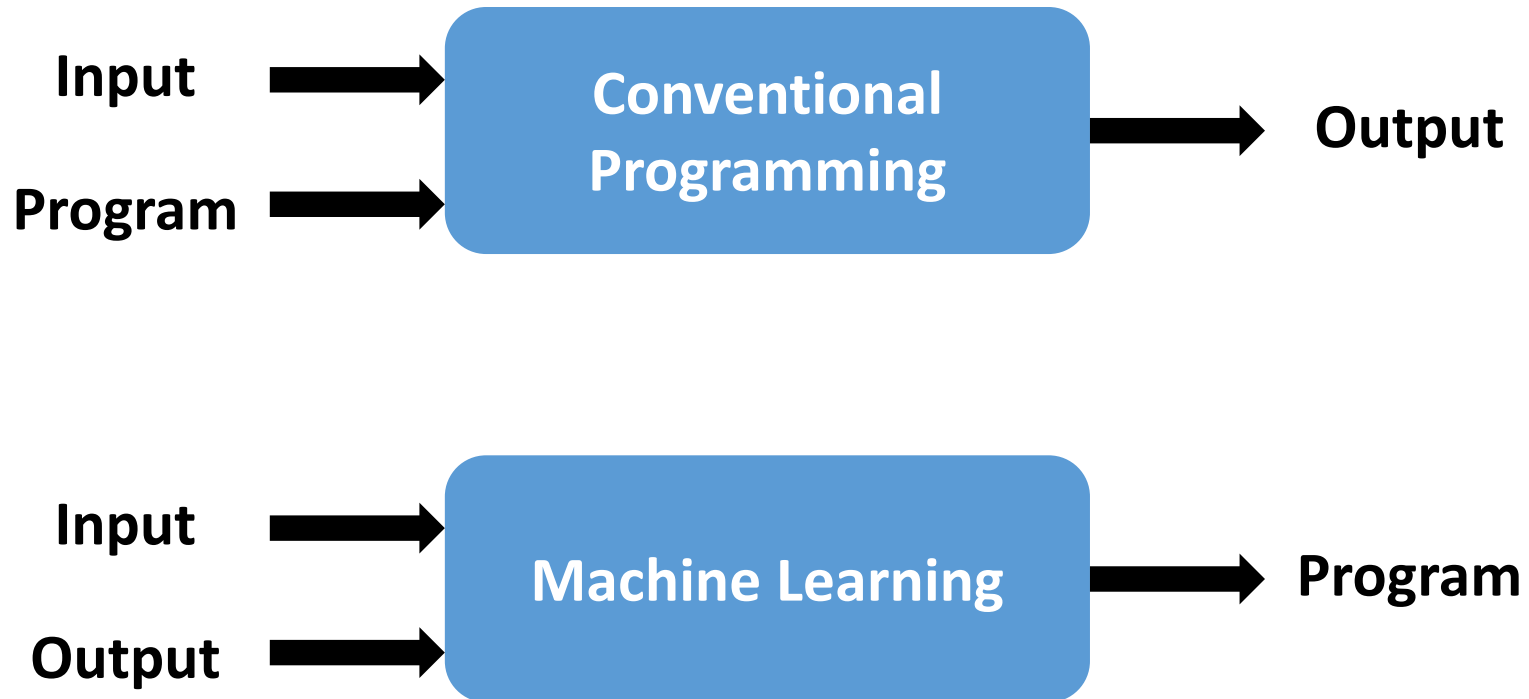 Input
Program
Conventional
Programming
Output
Input
Output
Machine Learning
Program